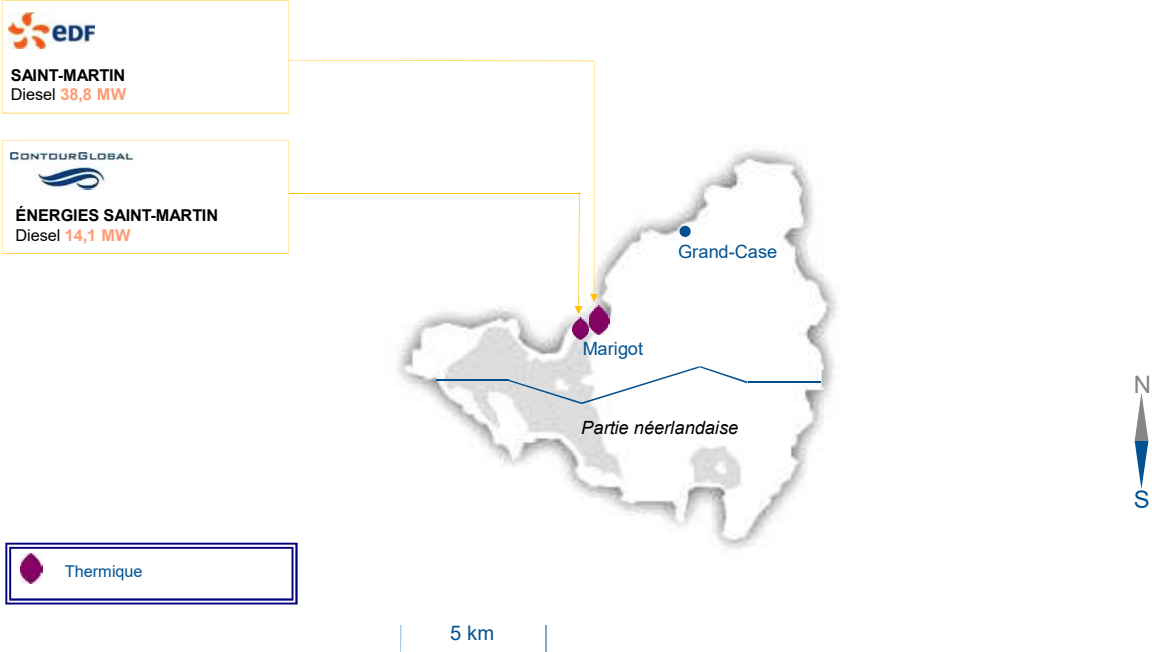 edF
SAINT-MARTIN
Diesel 38,8 MW
CONTOURGLOBAL
ÉNERGIES SAINT-MARTIN
Diesel 14,1 MW
Grand-Case
Marigot
Partie néerlandaise
N
S
Thermique
5 km